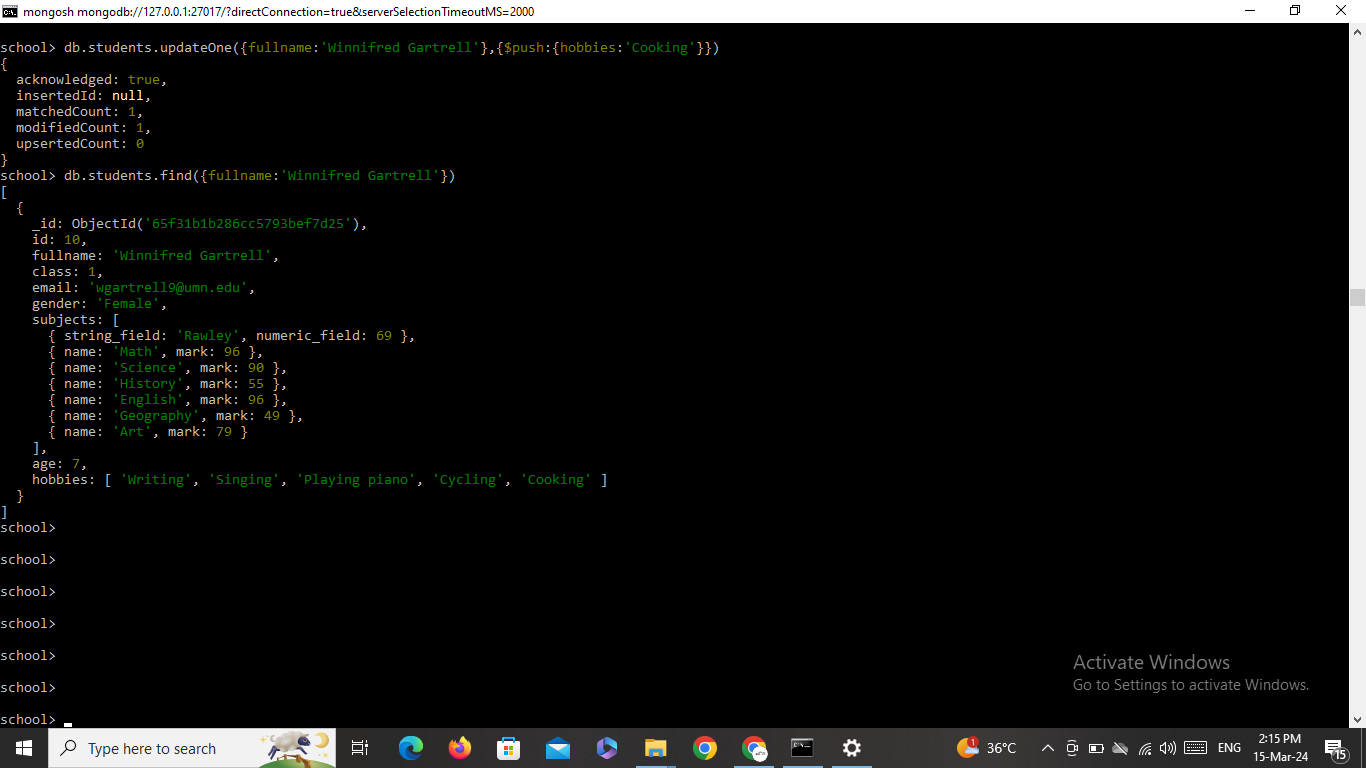 mongosh mongodb://127.0.0.1:27017/?directConnection=true&serverSelectionTimeoutMS=2000
school> db.students.updateOne({fullname:'Winnifred Gartrell'},{$push:{hobbies:'Cooking'}})
{
  acknowledged: true,
  insertedId: null,
  matchedCount: 1,
  modifiedCount: 1,
  upsertedCount: 0
}
school> db.students.find({fullname:'Winnifred Gartrell'})
[
  {
    _id: ObjectId('65f31b1b286cc5793bef7d25'),
    id: 10,
    fullname: 'Winnifred Gartrell',
    class: 1,
    email: 'wgartrell9@umn.edu',
    gender: 'Female',
    subjects: [
      { string_field: 'Rawley', numeric_field: 69 },
      { name: 'Math', mark: 96 },
      { name: 'Science', mark: 90 },
      { name: 'History', mark: 55 },
      { name: 'English', mark: 96 },
      { name: 'Geography', mark: 49 },
      { name: 'Art', mark: 79 }
    ],
    age: 7,
    hobbies: [ 'Writing', 'Singing', 'Playing piano', 'Cycling', 'Cooking' ]
  }
]
school>
school>
school>
school>
school>
school>
school>
Activate Windows
Go to Settings to activate Windows.
Type here to search
1
36°C
ENG
2:15 PM
15-Mar-24
15